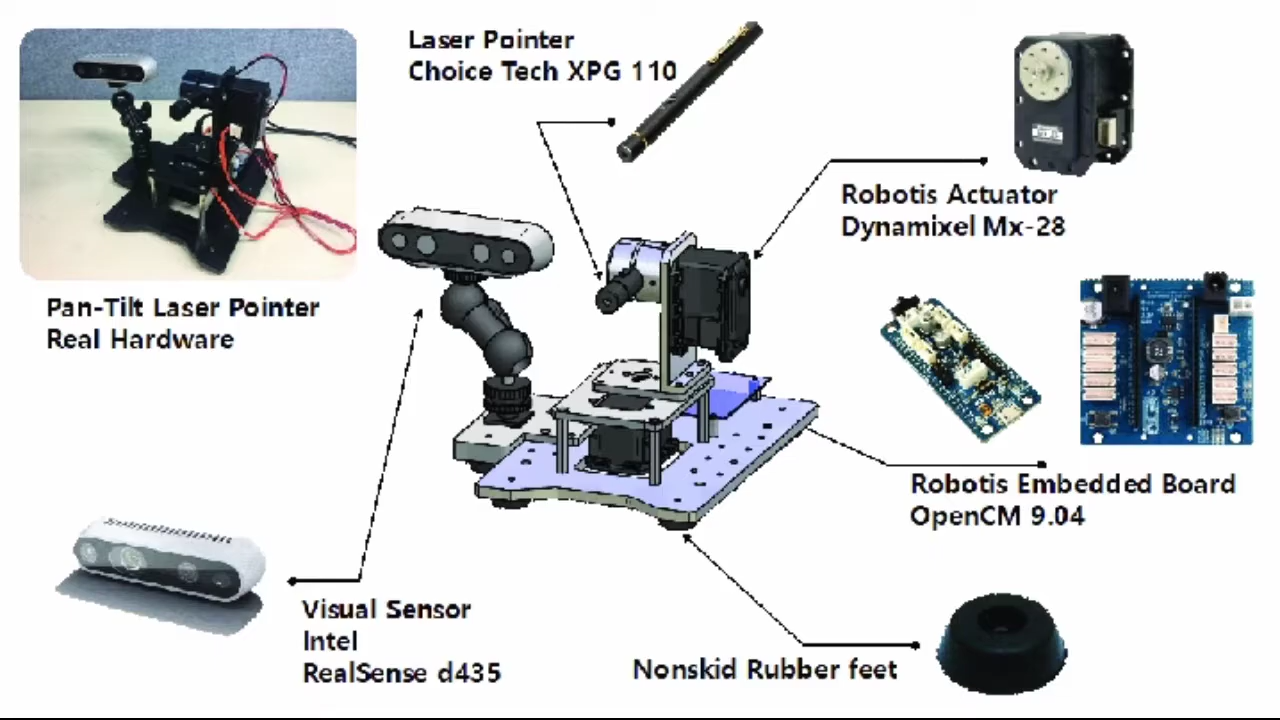 Laser Pointer
Choice Tech XPG 110
Robotis Actuator
Dynamixel Mx-28
Pan-Tilt Laser Pointer
Real Hardware
Robotis Embedded Board
OpenCM 9.04
Visual Sensor
Intel
RealSense d435
Nonskid Rubber feet